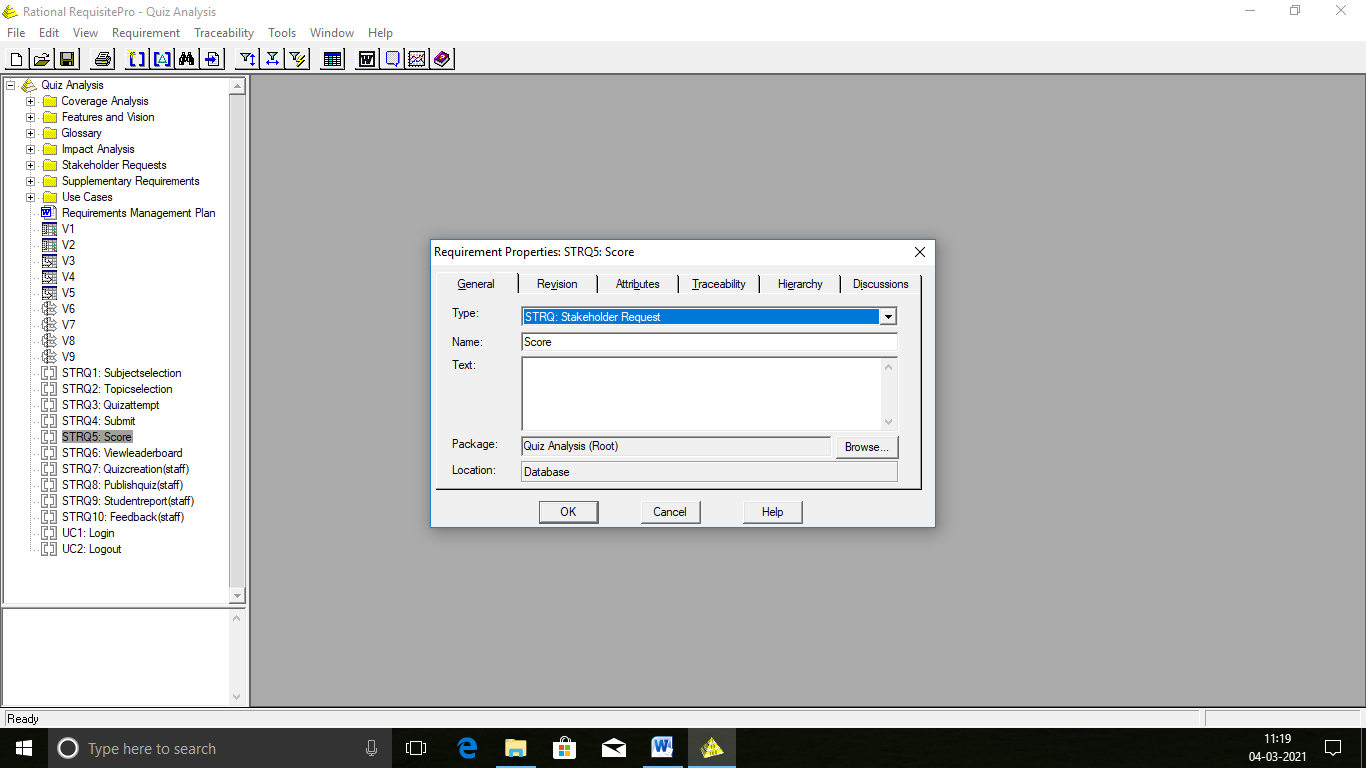 Rational RequisitePro - Quiz Analysis
File Edit View Requirement Traceability Tools Window Help
Quiz Analysis
Coverage Analysis
Features and Vision
Glossary
Impact Analysis
Stakeholder Requests
Supplementary Requirements
Use Cases
Requirements Management Plan
V1
V2
V3
V4
V5
V6
V7
V8
V9
STRQ1: Subjectselection
STRQ2: Topicselection
STRQ3: Quizattempt
STRQ4: Submit
STRQ5: Score
STRQ6: Viewleaderboard
STRQ7: Quizcreation(staff)
STRQ8: Publishquiz(staff)
STRQ9: Studentreport(staff)
STRQ10: Feedback(staff)
UC1: Login
UC2: Logout
Requirement Properties: STRQ5: Score
General Revision Attributes Traceability Hierarchy Discussions
Type: STRQ: Stakeholder Request
Name: Score
Text:
Package: Quiz Analysis (Root) Browse...
Location: Database
OK Cancel Help
Ready
Type here to search
11:19
04-03-2021